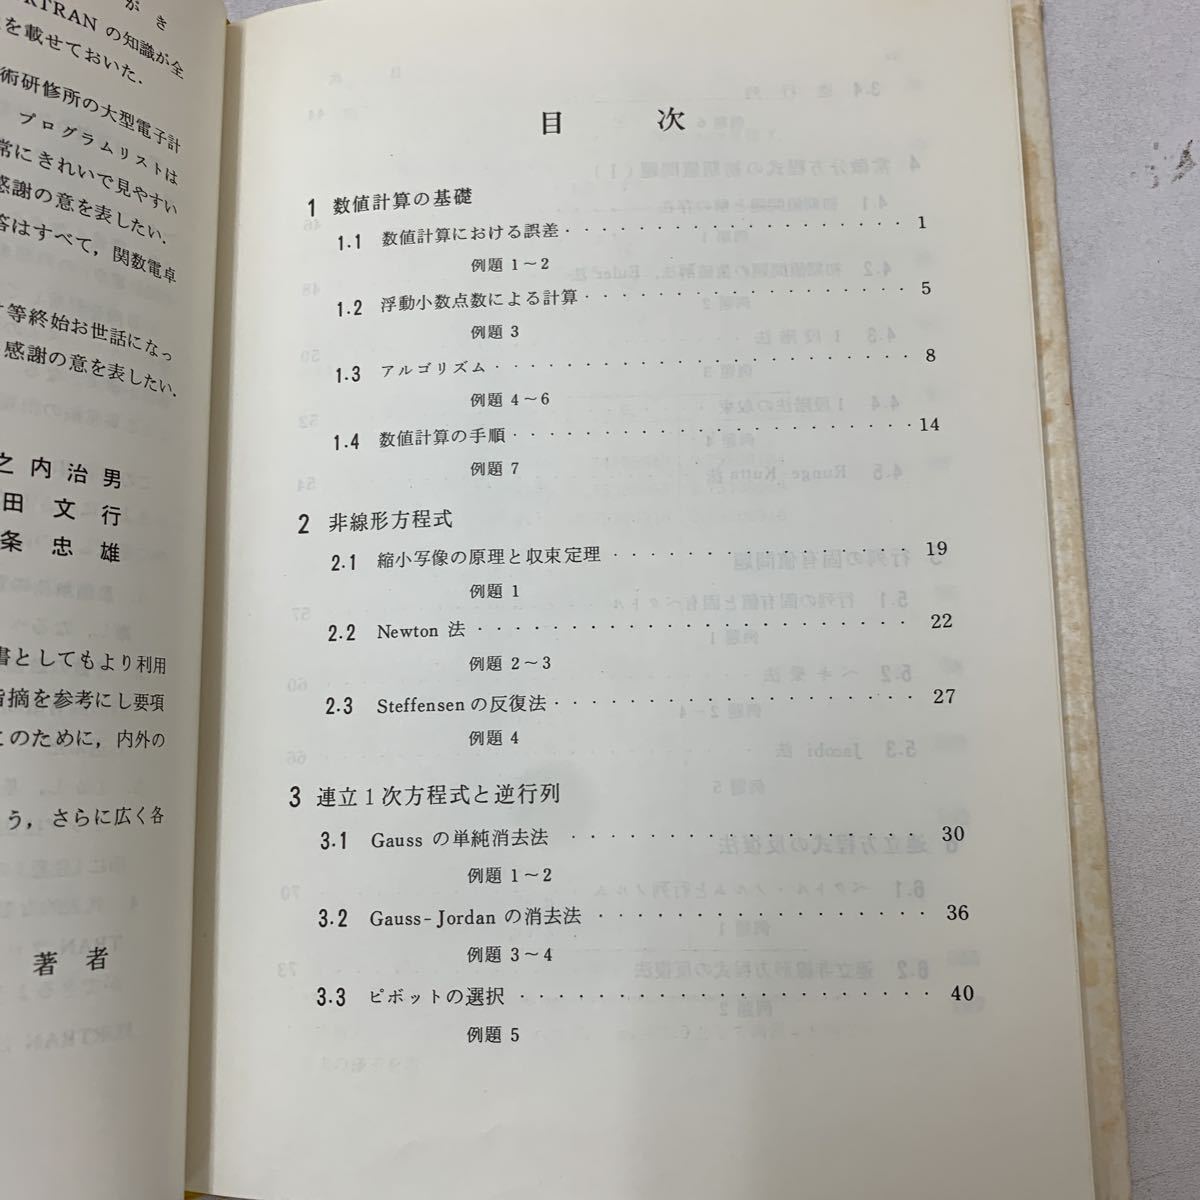 がき
RTRAN の知識が全
を載せておいた.
術研修所の大型電子計
プログラムリストは
常にきれいで見やすい
感謝の意を表したい.
答はすべて，関数電卓
等終始お世話になっ
感謝の意を表したい.
之内治男
田文行
条忠雄
書としてもより利用
旨摘を参考にし要項
このために，内外の
う，さらに広く各
著者
目次
1 数値計算の基礎
1.1 数値計算における誤差 1
例題 1～2
1.2 浮動小数点数による計算 5
例題 3
1.3 アルゴリズム 8
例題 4～6
1.4 数値計算の手順 14
例題 7
2 非線形方程式
2.1 縮小写像の原理と収束定理 19
例題 1
2.2 Newton 法 22
例題 2～3
2.3 Steffensen の反復法 27
例題 4
3 連立1次方程式と逆行列
3.1 Gauss の単純消去法 30
例題 1～2
3.2 Gauss-Jordan の消去法 36
例題 3～4
3.3 ピボットの選択 40
例題 5